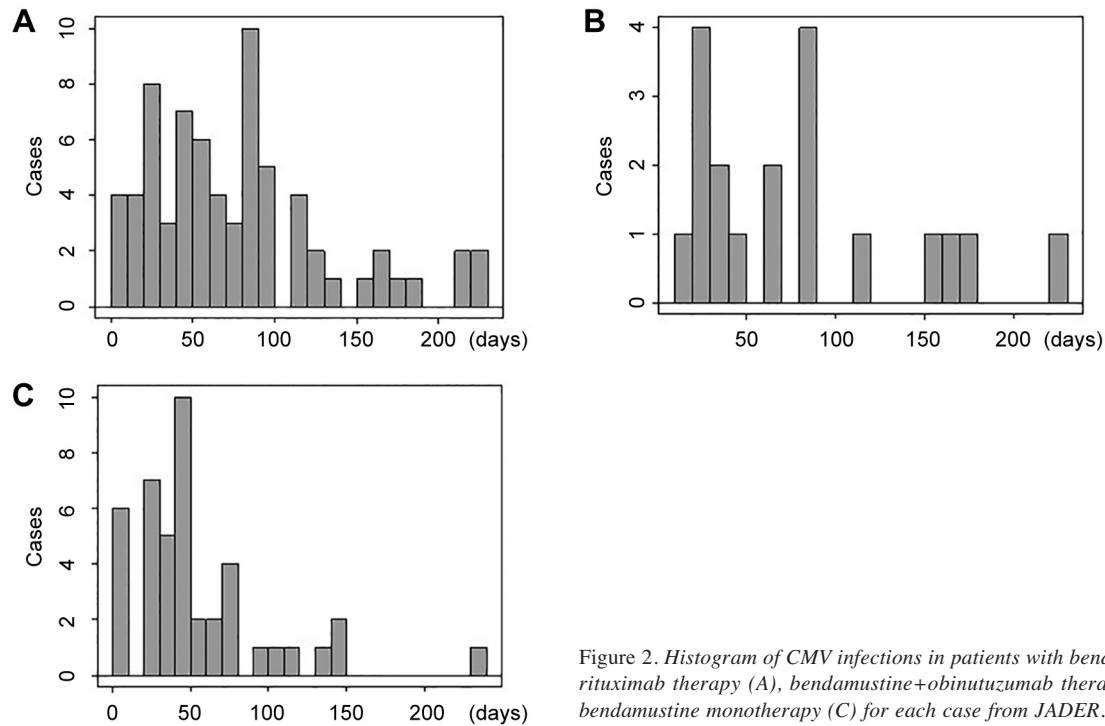 A
Cases
10
8
6
4
2
0
0 50 100 150 200 (days)
B
Cases
4
3
2
1
0
50 100 150 200 (days)
C
Cases
10
8
6
4
2
0
0 50 100 150 200
Figure 2. Histogram of CMV infections in patients with
rituximab therapy (A), bendamustine+obinutuzumab
bendamustine monotherapy (C) for each case from JADER.